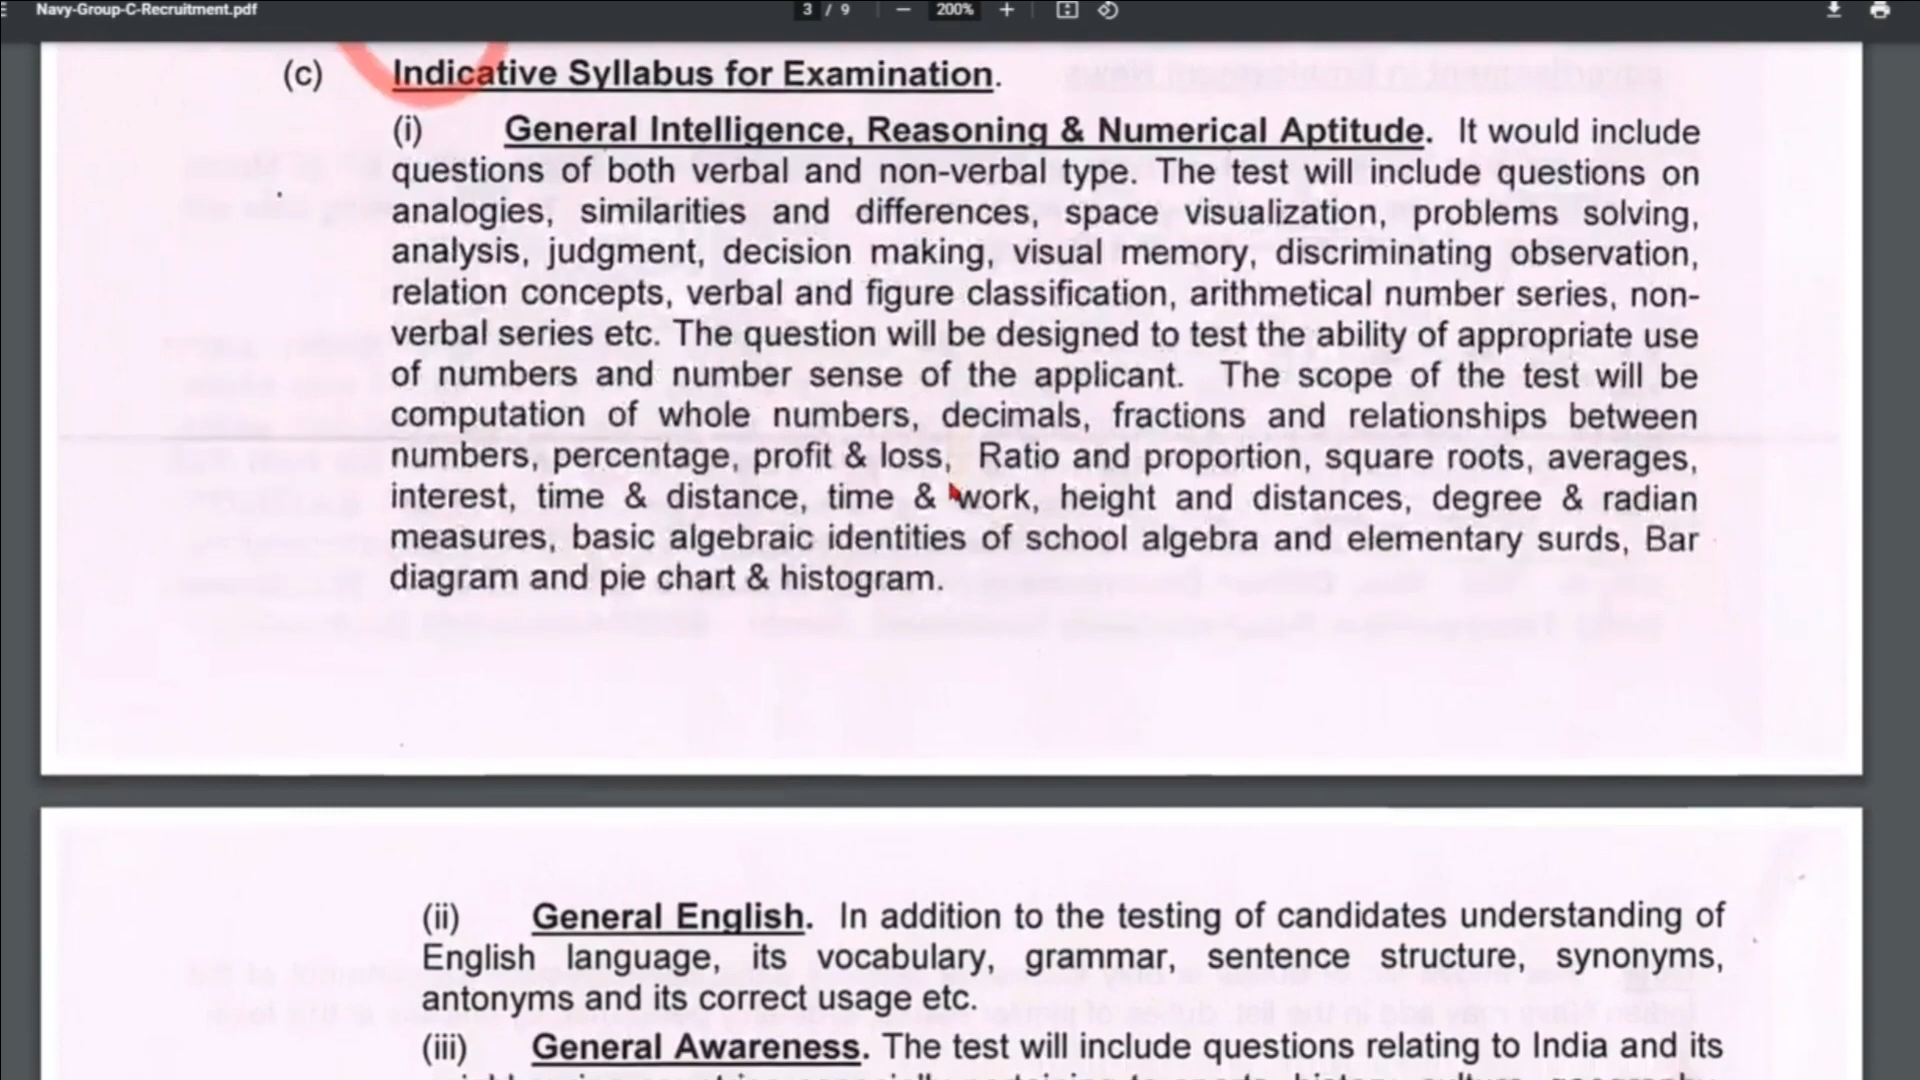 Navy-Group-C-Recruitment.pdf
3 / 9
200%
(c) Indicative Syllabus for Examination.
(i) General Intelligence, Reasoning & Numerical Aptitude. It would include
questions of both verbal and non-verbal type. The test will include questions on
analogies, similarities and differences, space visualization, problems solving,
analysis, judgment, decision making, visual memory, discriminating observation,
relation concepts, verbal and figure classification, arithmetical number series, non-
verbal series etc. The question will be designed to test the ability of appropriate use
of numbers and number sense of the applicant. The scope of the test will be
computation of whole numbers, decimals, fractions and relationships between
numbers, percentage, profit & loss, Ratio and proportion, square roots, averages,
interest, time & distance, time & work, height and distances, degree & radian
measures, basic algebraic identities of school algebra and elementary surds, Bar
diagram and pie chart & histogram.
(ii) General English. In addition to the testing of candidates understanding of
English language, its vocabulary, grammar, sentence structure, synonyms,
antonyms and its correct usage etc.
(iii) General Awareness. The test will include questions relating to India and its